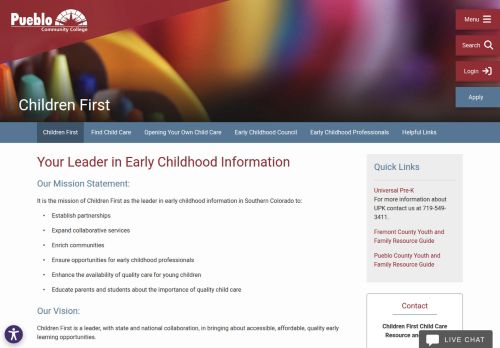 Pueblo
Community College
Menu
Search
Login
Apply
Children First
Children First
Find Child Care
Opening Your Own Child Care
Early Childhood Council
Early Childhood Professionals
Helpful Links
Your Leader in Early Childhood Information
Our Mission Statement:
It is the mission of Children First as the leader in early childhood information in Southern Colorado to:
• Establish partnerships
• Expand collaborative services
• Enrich communities
• Ensure opportunities for early childhood professionals
• Enhance the availability of quality care for young children
• Educate parents and students about the importance of quality child care
Our Vision:
Children First is a leader, with state and national collaboration, in bringing about accessible, affordable, quality early
learning opportunities.
Quick Links
Universal Pre-K
For more information about
UPK contact us at 719-549-
3411.
Fremont County Youth and
Family Resource Guide
Pueblo County Youth and
Family Resource Guide
Contact
Children First Child Care
Resource an
LIVE CHAT